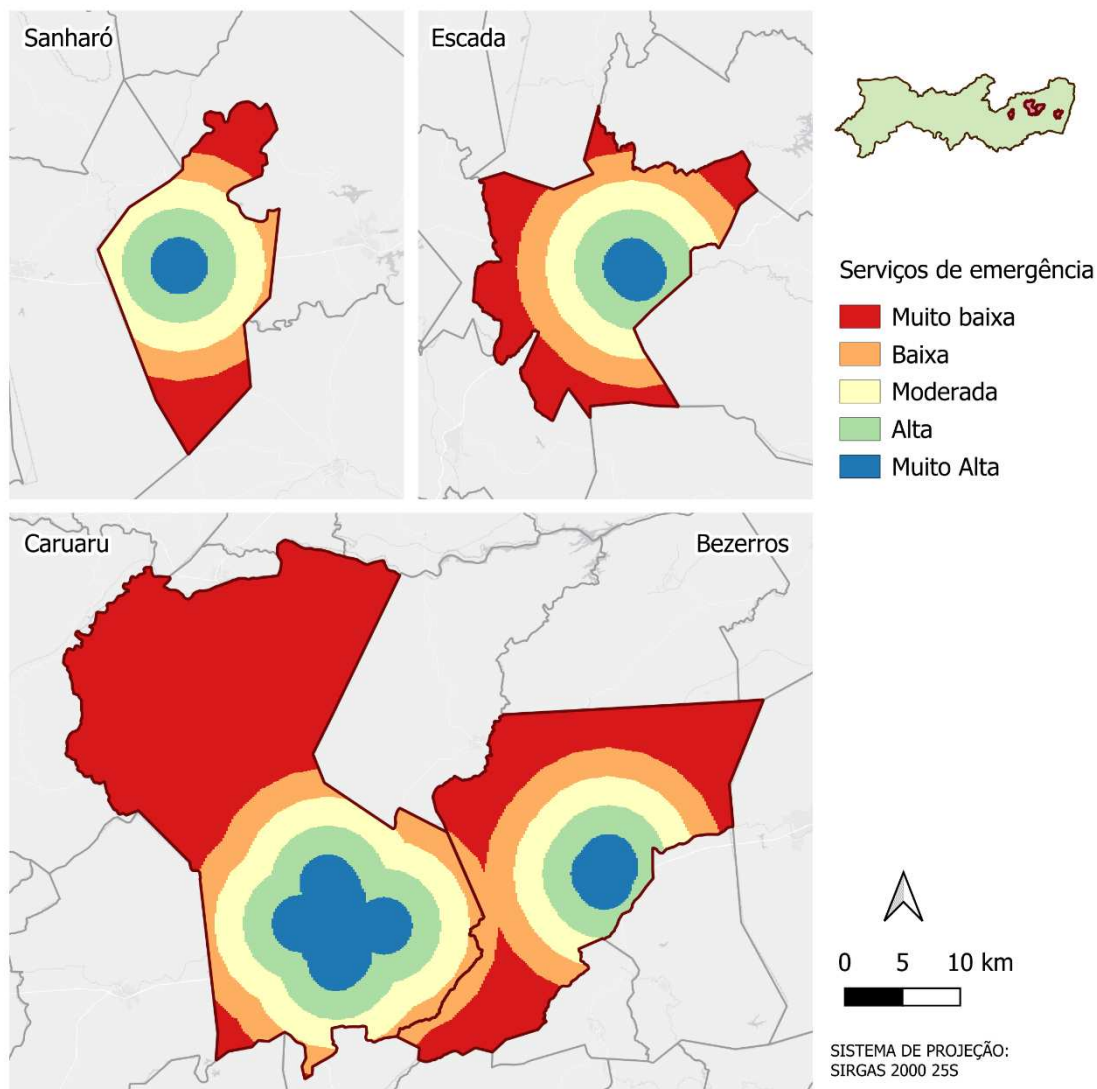 Sanharó
Escada
Serviços de emergência
Muito baixa
Baixa
Moderada
Alta
Muito Alta
Caruaru
Bezerros
0 5 10 km
SISTEMA DE PROJEÇÃO:
SIRGAS 2000 25S